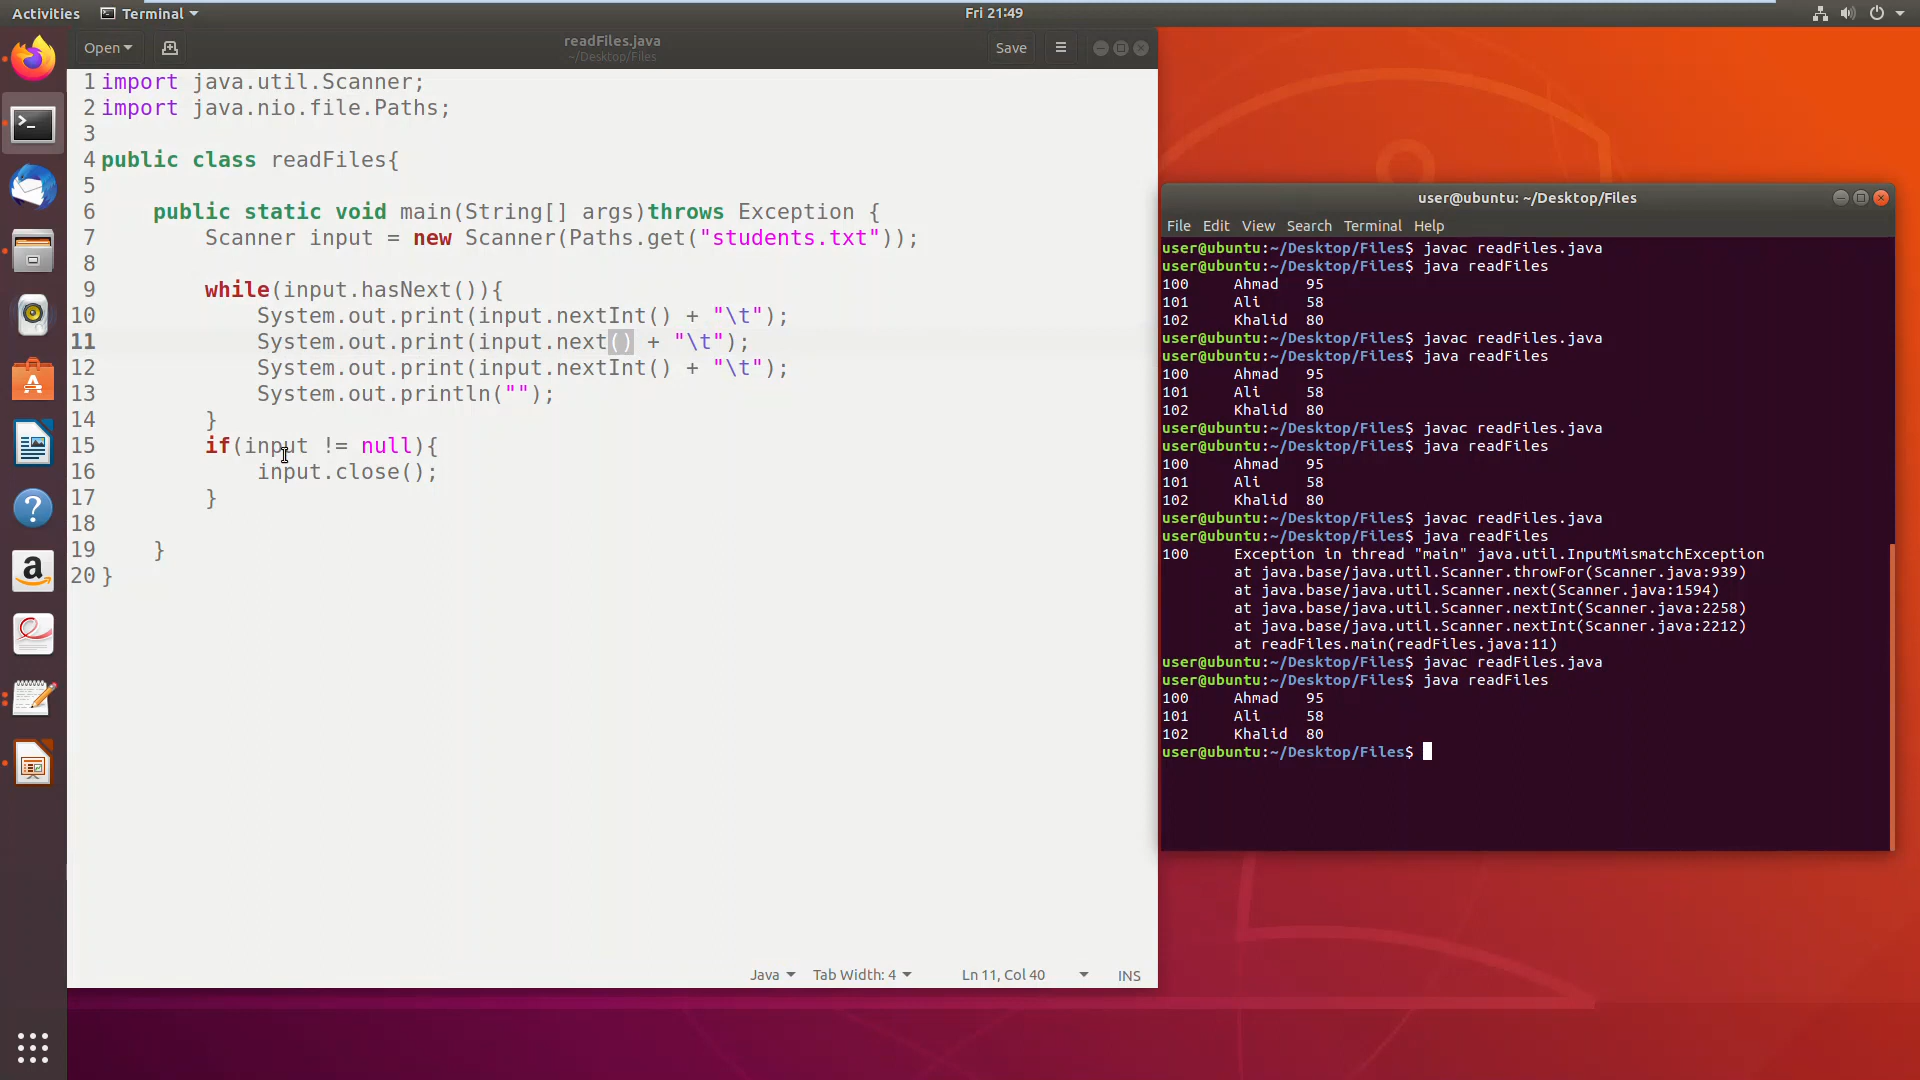 Activities Terminal Fri 21:49
Open readFiles.java Save
~/Desktop/Files
1 import java.util.Scanner;
2 import java.nio.file.Paths;
3
4 public class readFiles{
5
6 public static void main(String[] args)throws Exception {
7 Scanner input = new Scanner(Paths.get("students.txt"));
8
9 while(input.hasNext()){
10 System.out.print(input.nextInt() + "\t");
11 System.out.print(input.next() + "\t");
12 System.out.print(input.nextInt() + "\t");
13 System.out.println("");
14 }
15 if(input != null){
16 input.close();
17 }
18
19 }
20 }
Java Tab Width: 4 Ln 11, Col 40 INS
user@ubuntu: ~/Desktop/Files
File Edit View Search Terminal Help
user@ubuntu:~/Desktop/Files$ javac readFiles.java
user@ubuntu:~/Desktop/Files$ java readFiles
100 Ahmad 95
101 Ali 58
102 Khalid 80
user@ubuntu:~/Desktop/Files$ javac readFiles.java
user@ubuntu:~/Desktop/Files$ java readFiles
100 Ahmad 95
101 Ali 58
102 Khalid 80
user@ubuntu:~/Desktop/Files$ javac readFiles.java
user@ubuntu:~/Desktop/Files$ java readFiles
100 Ahmad 95
101 Ali 58
102 Khalid 80
user@ubuntu:~/Desktop/Files$ javac readFiles.java
user@ubuntu:~/Desktop/Files$ java readFiles
100 Exception in thread "main" java.util.InputMismatchException
at java.base/java.util.Scanner.throwFor(Scanner.java:939)
at java.base/java.util.Scanner.next(Scanner.java:1594)
at java.base/java.util.Scanner.nextInt(Scanner.java:2258)
at java.base/java.util.Scanner.nextInt(Scanner.java:2212)
at readFiles.main(readFiles.java:11)
user@ubuntu:~/Desktop/Files$ javac readFiles.java
user@ubuntu:~/Desktop/Files$ java readFiles
100 Ahmad 95
101 Ali 58
102 Khalid 80
user@ubuntu:~/Desktop/Files$